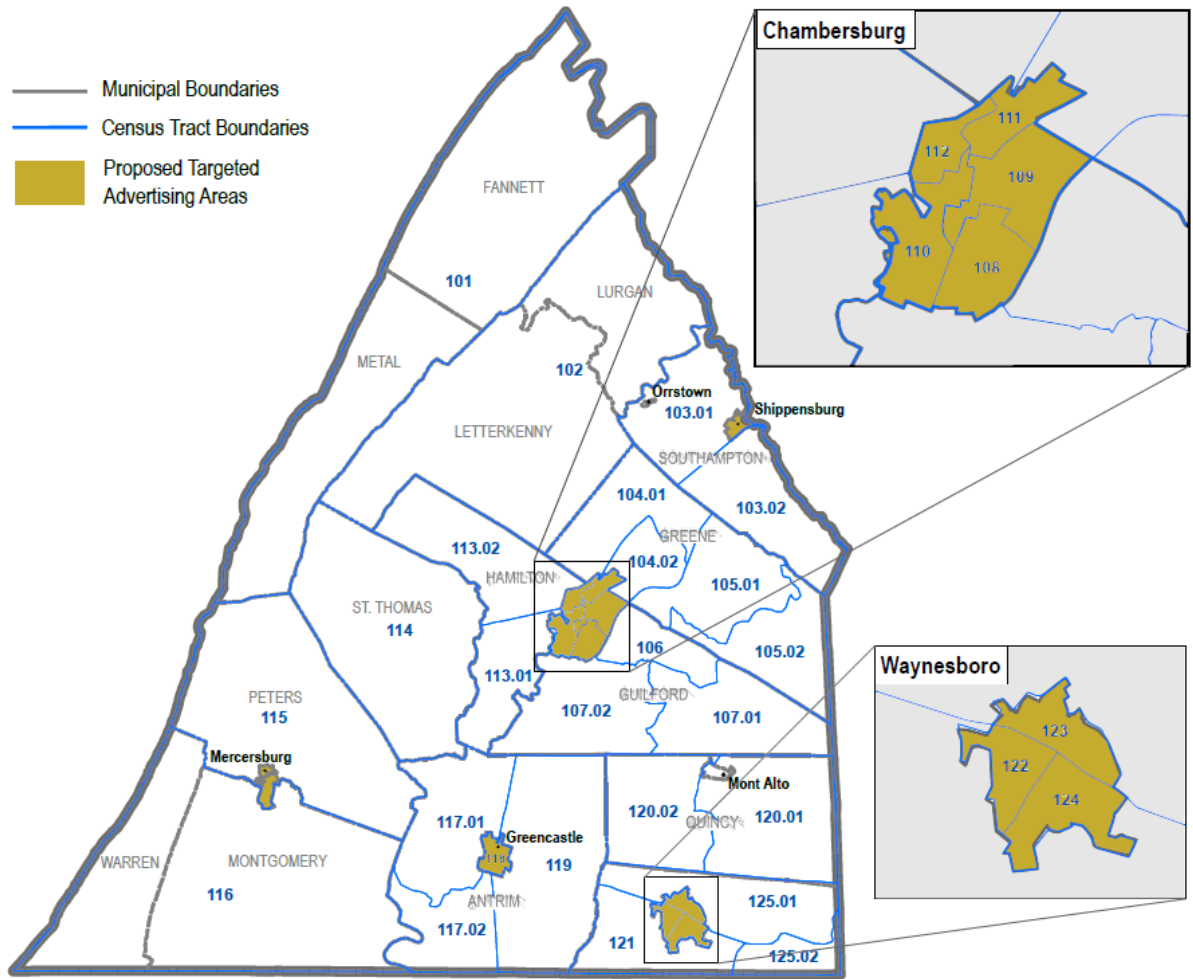 Chambersburg
Municipal Boundaries
Census Tract Boundaries
Proposed Targeted
Advertising Areas
111
112
109
110
108
FANNETT
101
LURGAN
METAL
102
Orrstown
103.01
Shippensburg
LETTERKENNY
SOUTHAMPTON
104.01
103.02
GREENE
113.02
104.02
HAMILTON
105.01
ST. THOMAS
114
106
105.02
113.01
GUILFORD
PETERS
115
107.02
107.01
Waynesboro
123
122
124
Mercersburg
Mont Alto
117.01
120.02
120.01
QUINCY
Greencastle
118
119
WARREN
MONTGOMERY
116
ANTRIM
125.01
117.02
121
125.02